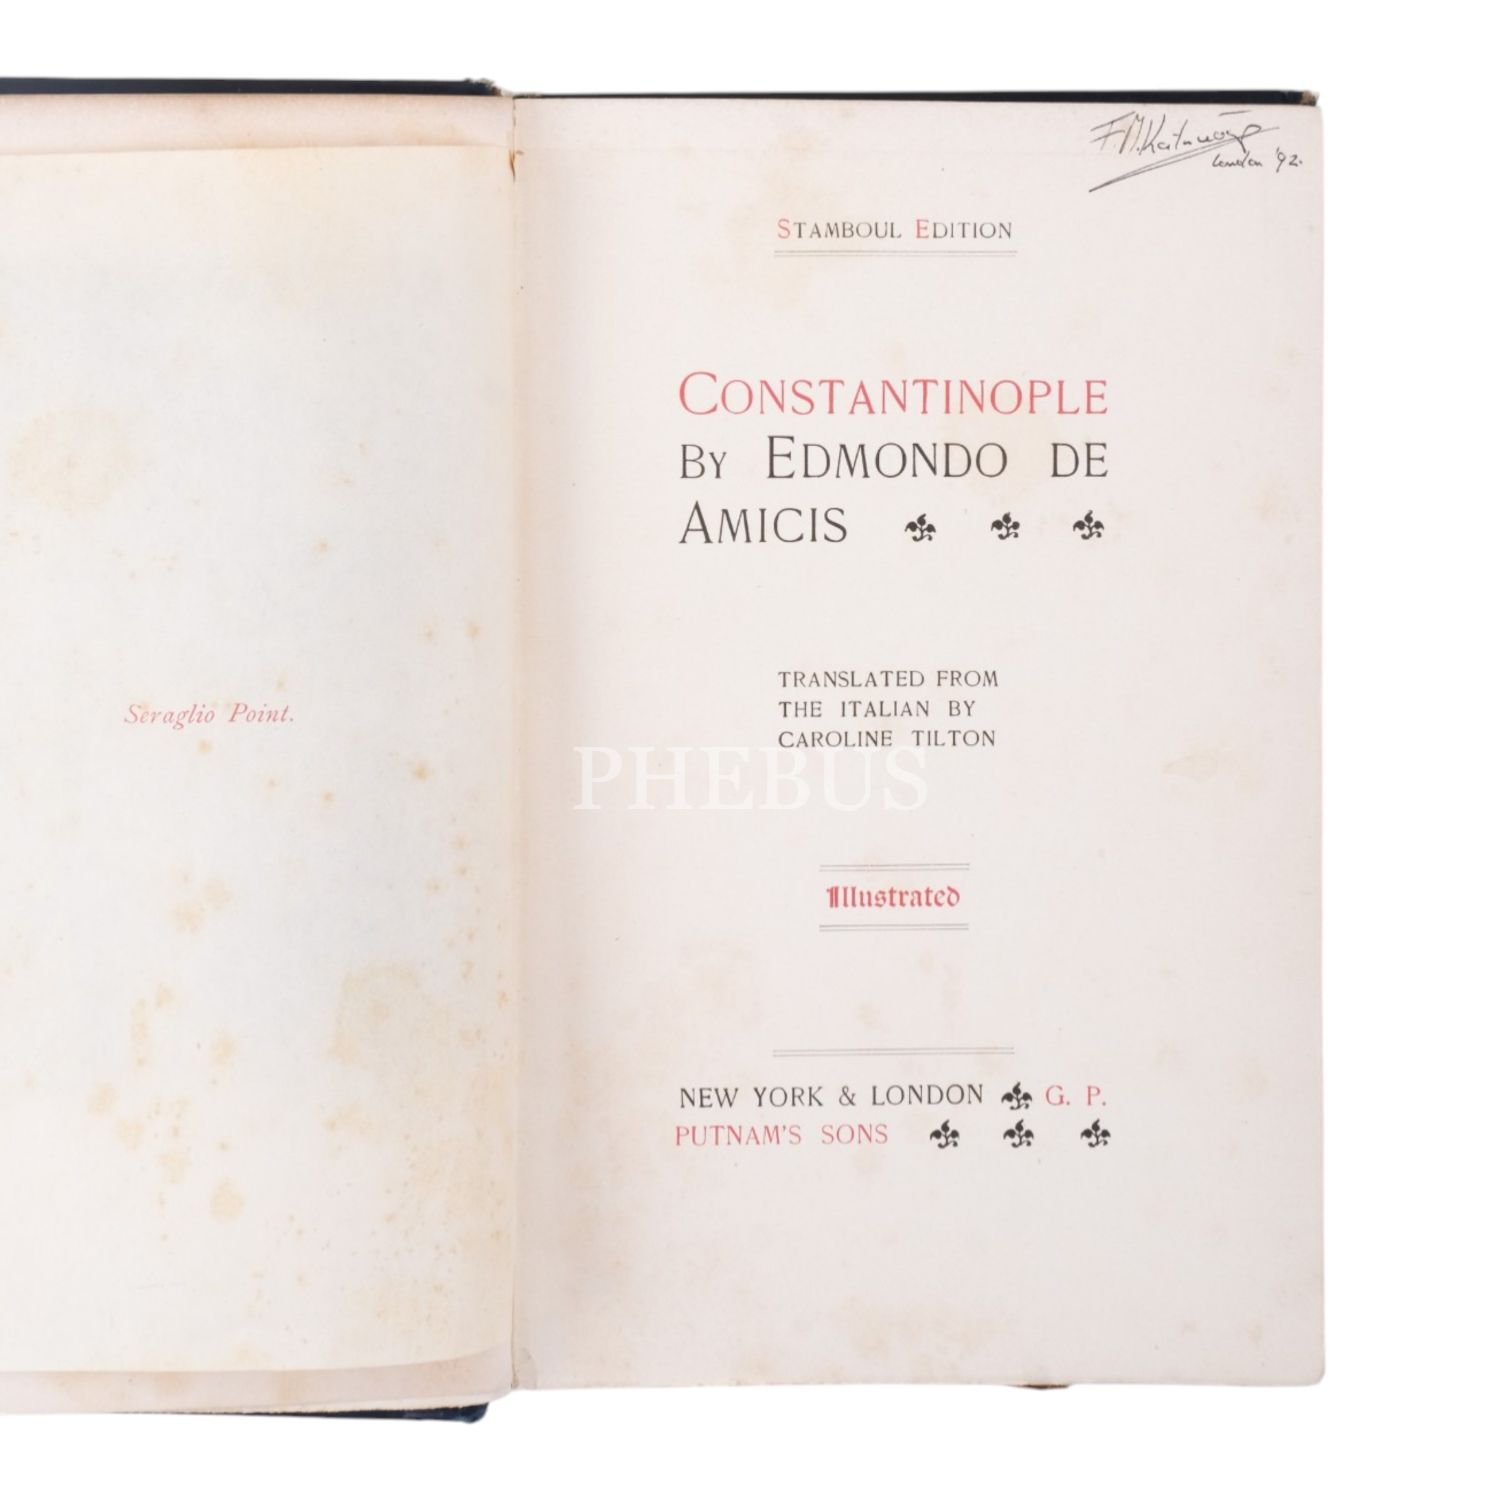 London '92.
STAMBOUL EDITION
CONSTANTINOPLE
BY EDMONDO DE
AMICIS
TRANSLATED FROM
THE ITALIAN BY
CAROLINE TILTON
Illustrated
NEW YORK & LONDON G. P.
PUTNAM'S SONS
Seraglio Point.
PHEBUS